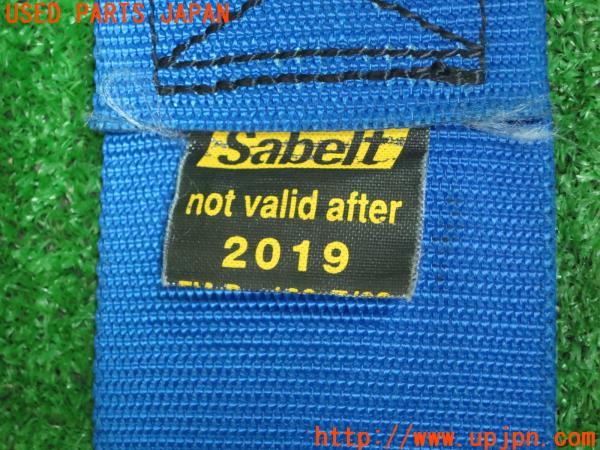 USED PARTS JAPAN
Sabelt
not valid after
2019
http://www.upjpn.com/